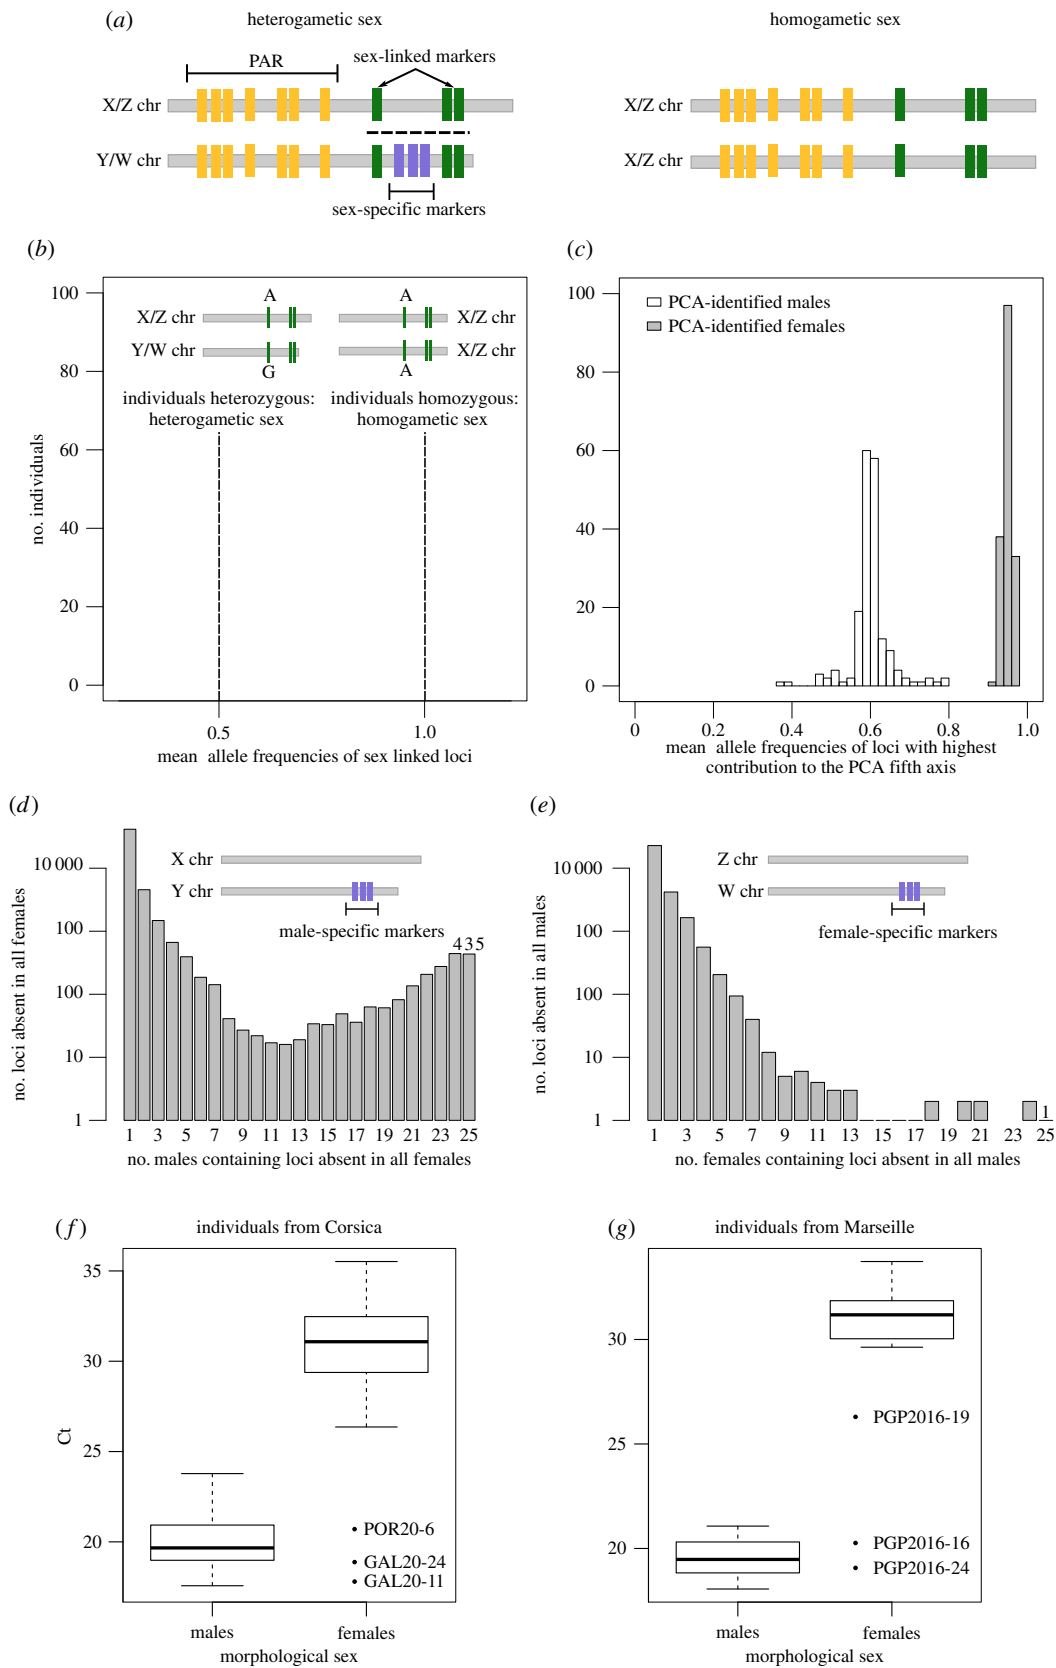 (a)
heterogametic sex
homogametic sex
PAR
sex-linked markers
X/Z chr
X/Z chr
Y/W chr
X/Z chr
sex-specific markers
(b)
100
80
60
40
20
0
no. individuals
A
A
X/Z chr
X/Z chr
Y/W chr
X/Z chr
G
A
individuals heterozygous:
heterogametic sex
individuals homozygous:
homogametic sex
0.5
1.0
mean allele frequencies of sex linked loci
(c)
100
80
60
40
20
0
PCA-identified males
PCA-identified females
0
0.2
0.4
0.6
0.8
1.0
mean allele frequencies of loci with highest
contribution to the PCA fifth axis
(d)
no. loci absent in all females
10 000
100
100
10
1
X chr
Y chr
male-specific markers
435
1 3 5 7 9 11 13 15 17 19 21 23 25
no. males containing loci absent in all females
(e)
no. loci absent in all males
10 000
100
100
10
1
Z chr
W chr
female-specific markers
1
1 3 5 7 9 11 13 15 17 19 21 23 25
no. females containing loci absent in all males
(f)
individuals from Corsica
35
30
25
20
Ct
POR20-6
GAL20-24
GAL20-11
males
females
morphological sex
(g)
individuals from Marseille
30
25
20
PGP2016-19
PGP2016-16
PGP2016-24
males
females
morphological sex